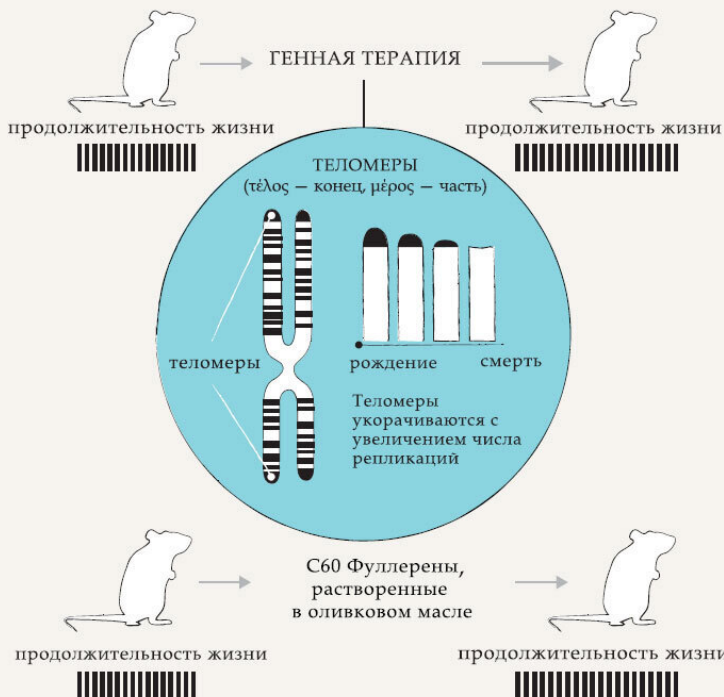 ГЕННАЯ ТЕРАПИЯ
продолжительность жизни
продолжительность жизни
ТЕЛОМЕРЫ
(τέλος — конец, μέρος — часть)
теломеры
рождение
смерть
Теломеры
укорачиваются с
увеличением числа
репликаций
С60 Фуллерены,
растворенные
в оливковом масле
продолжительность жизни
продолжительность жизни